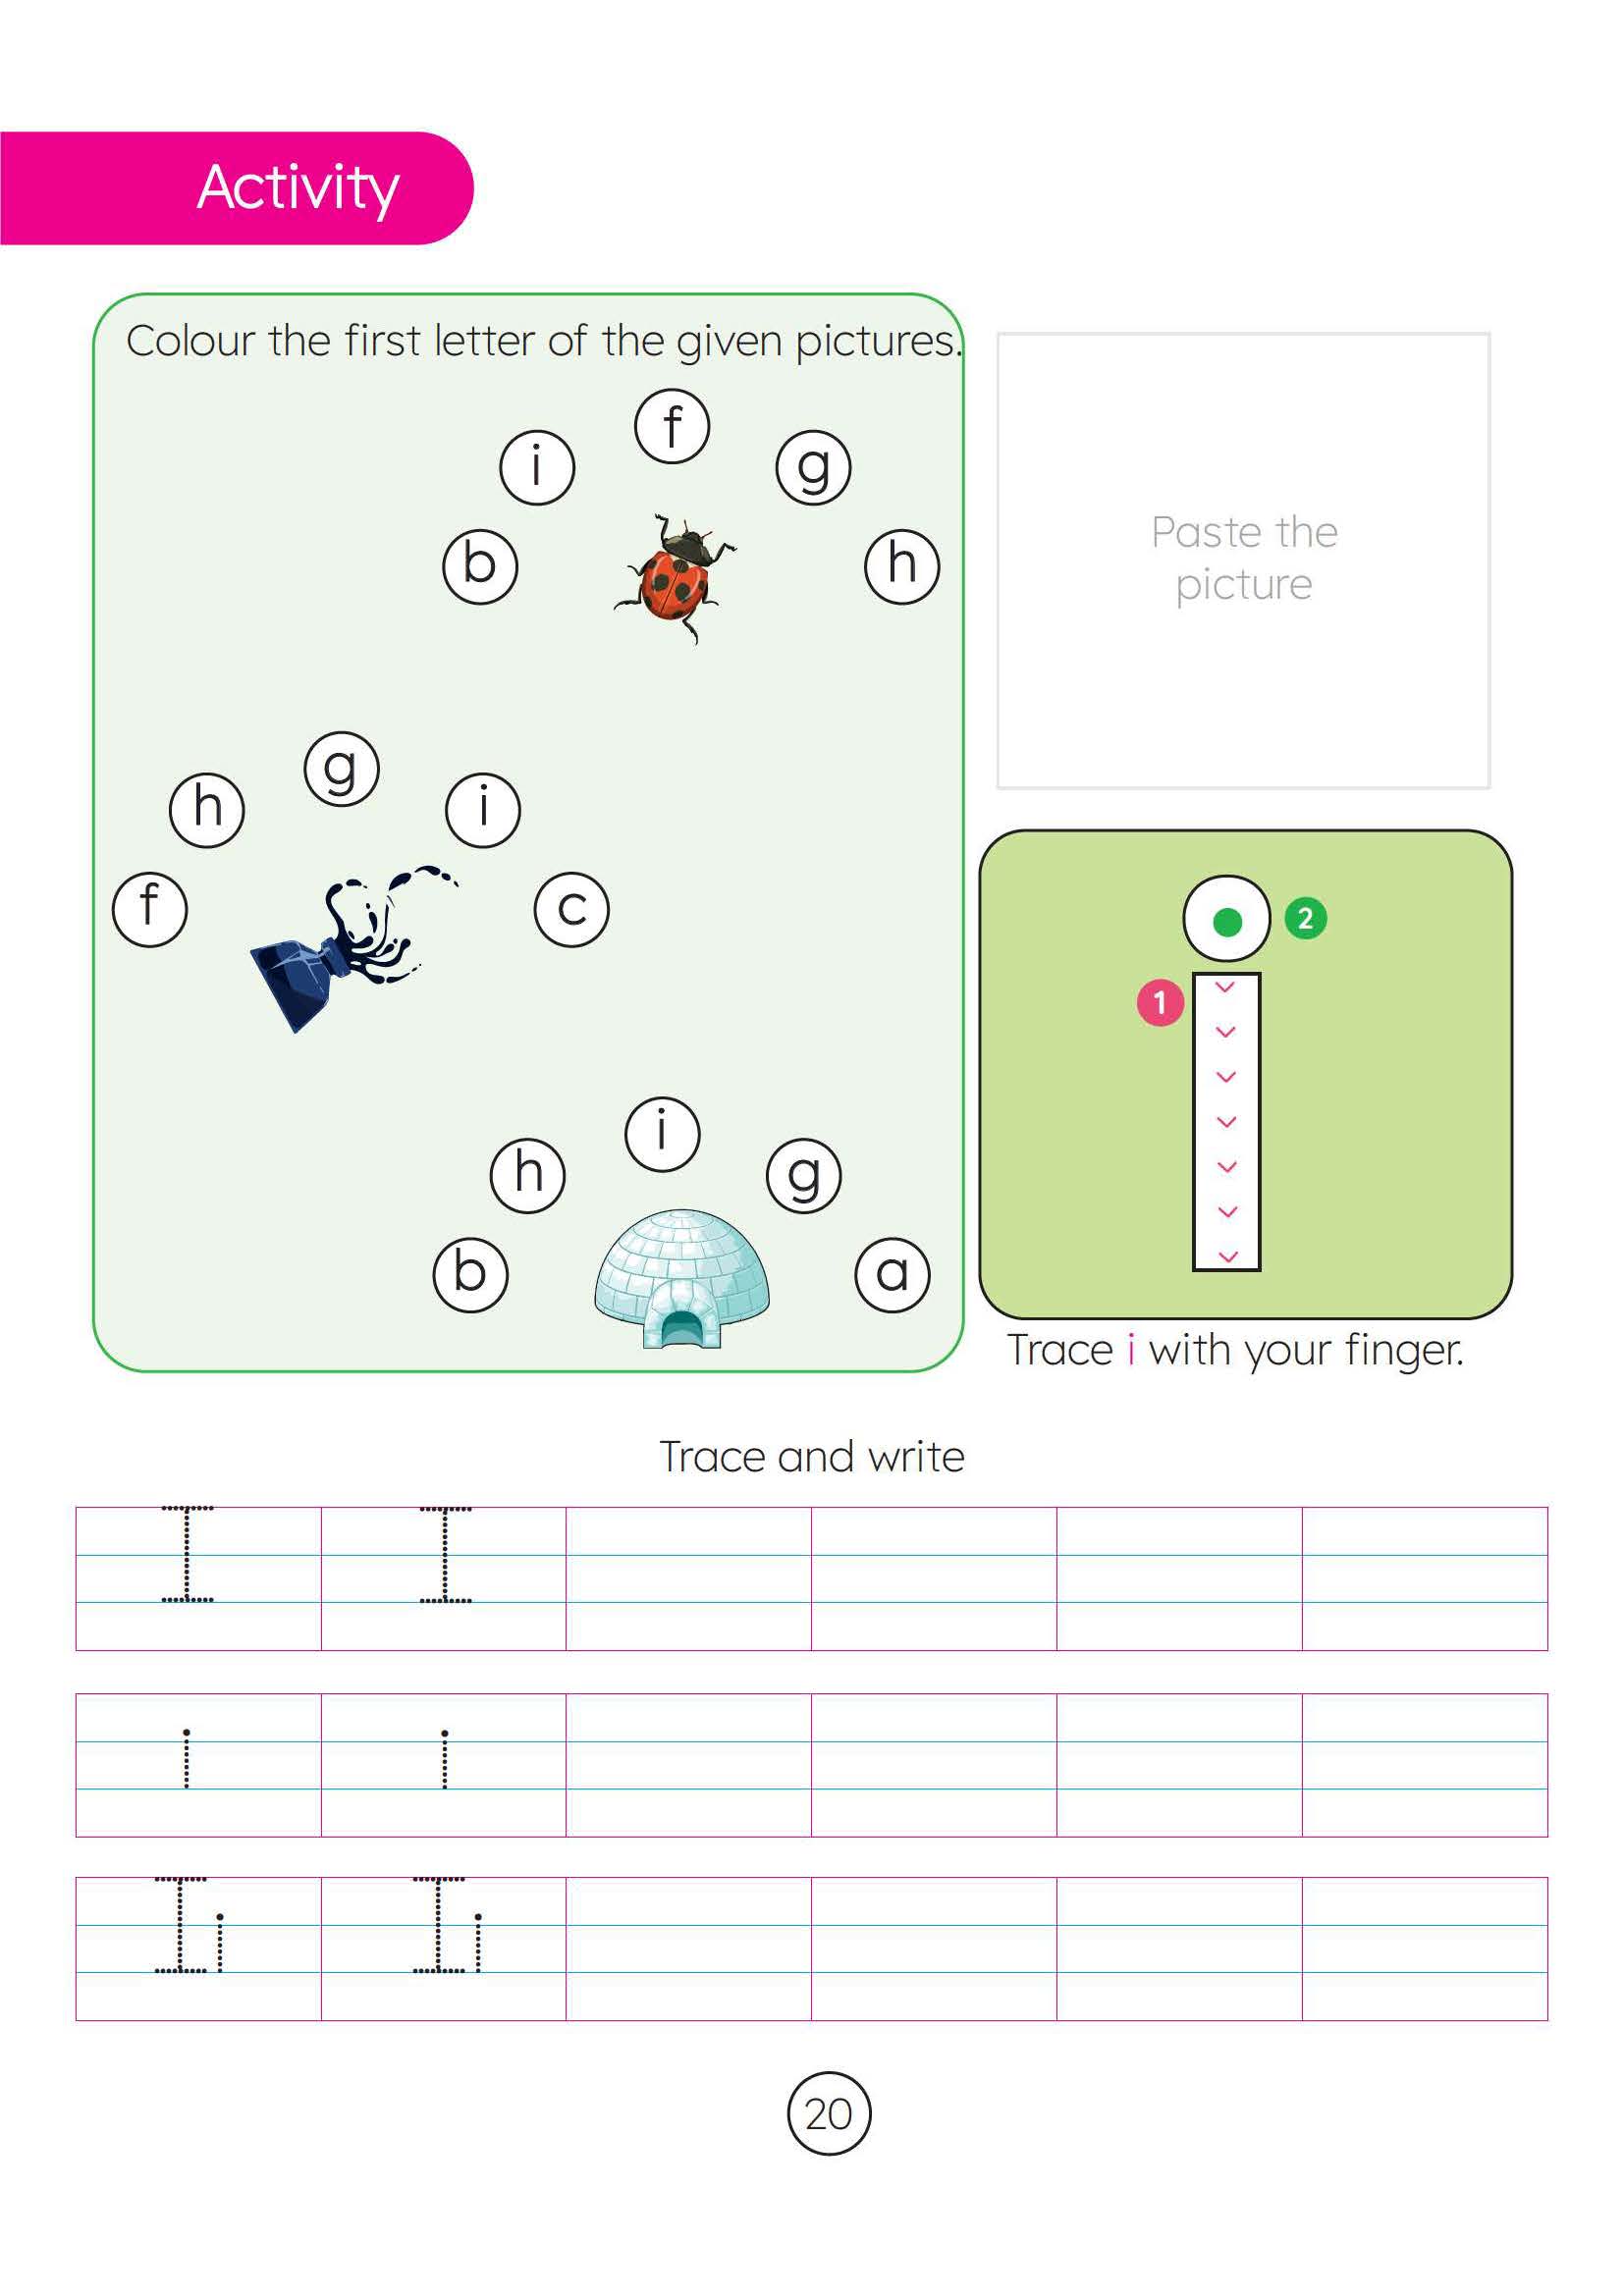 Activity
Colour the first letter of the given pictures.
f
i
g
b
h
g
h
i
f
c
i
h
g
b
a
Paste the
picture
2
1
Trace i with your finger.
Trace and write
I I
i i
Ii Ii
20